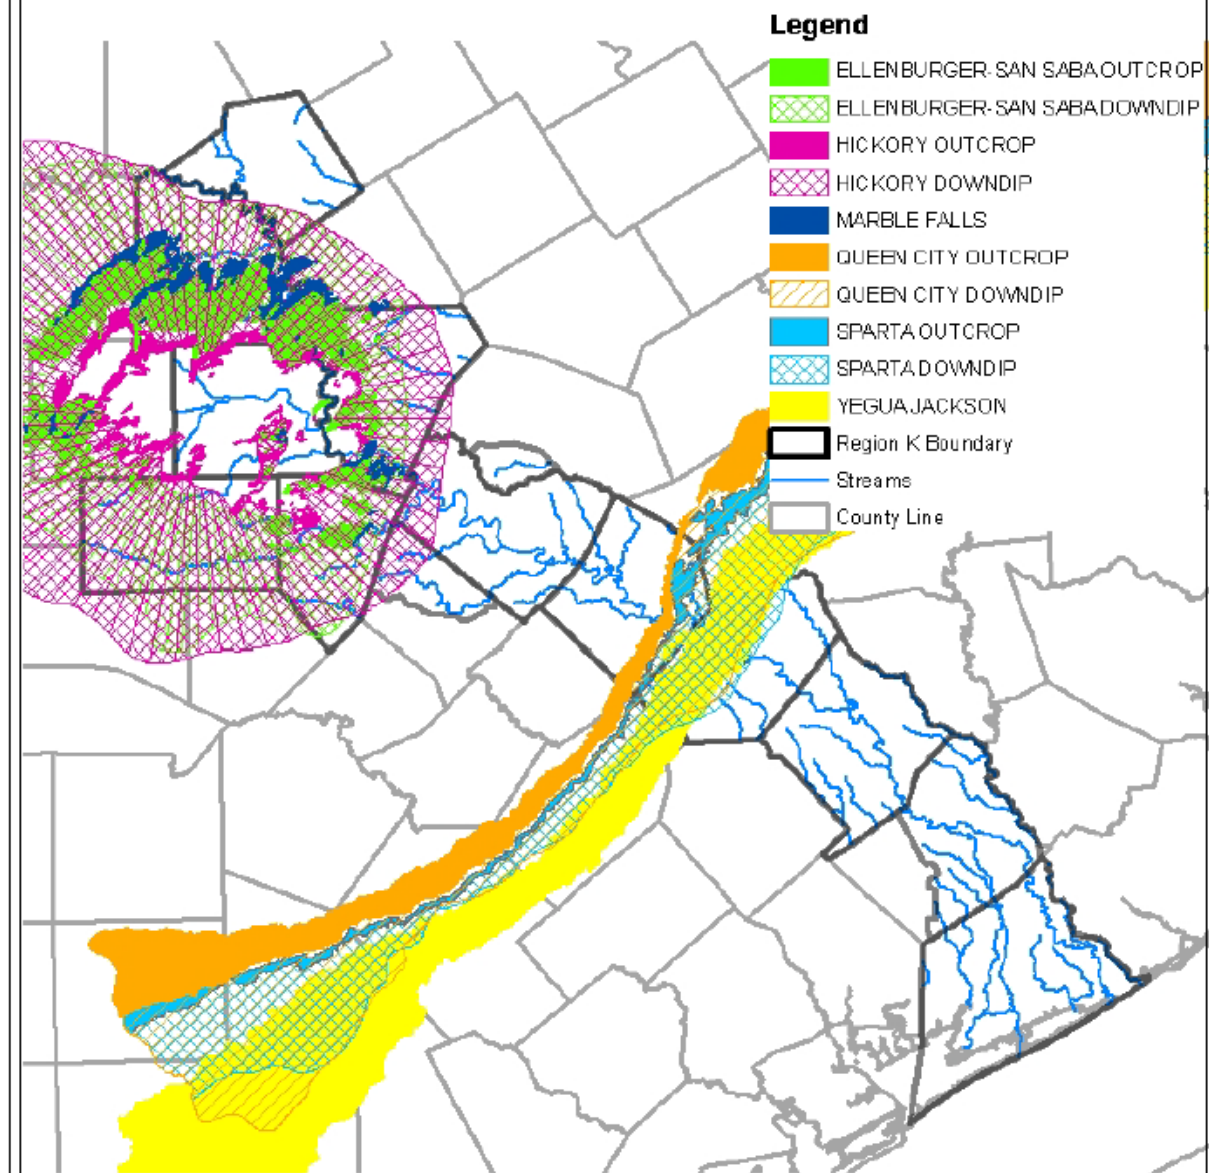 Legend
ELLENBURGER-SAN SABA OUTCROP
ELLENBURGER-SAN SABA DOWNDIP
HICKORY OUTCROP
HICKORY DOWNDIP
MARBLE FALLS
QUEEN CITY OUTCROP
QUEEN CITY DOWNDIP
SPARTA OUTCROP
SPARTA DOWNDIP
YEGUA JACKSON
Region K Boundary
Streams
County Line